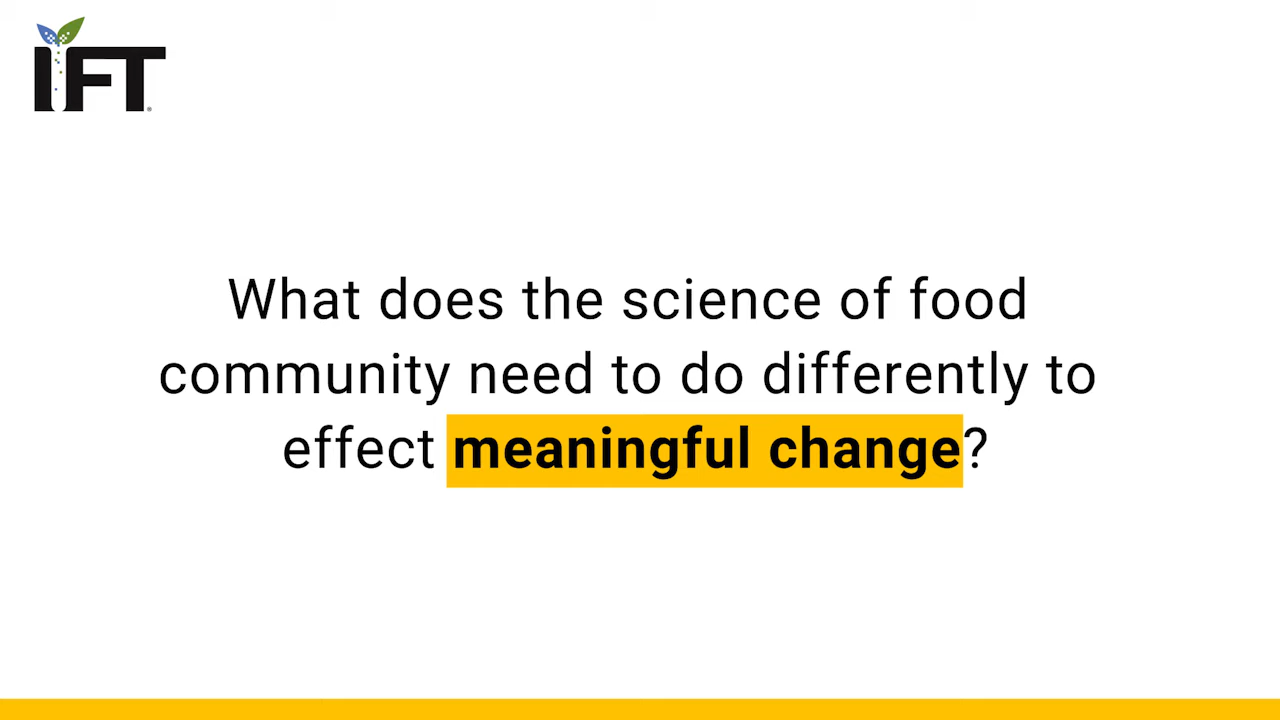 IFT
What does the science of food
community need to do differently to
effect meaningful change?